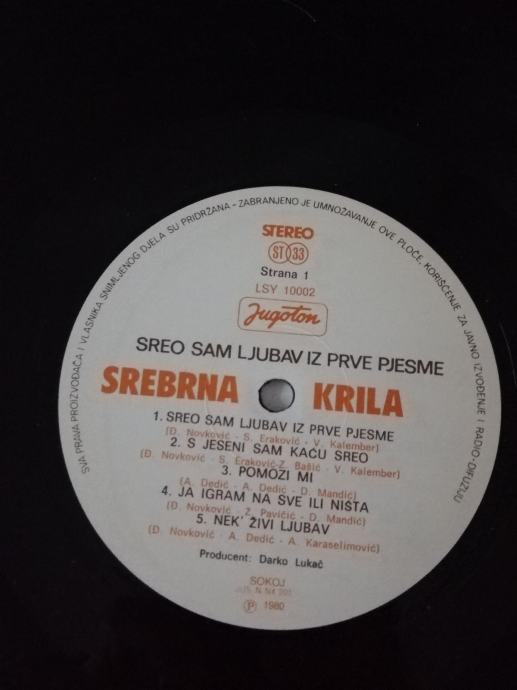 SVA PRAVA PROIZVOĐAČA I VLASNIKA SNIMLJENOG DJELA SU PRIDRŽANA - ZABRANJENO JE UMNOŽAVANJE OVE PLOČE, KORIŠĆENJE ZA JAVNO IZVOĐENJE I RADIO-DIFUZIJU
STEREO
ST 33
Strana 1
LSY 10002
Jugoton
SREO SAM LJUBAV IZ PRVE PJESME
SREBRNA KRILA
1. SREO SAM LJUBAV IZ PRVE PJESME
(D. Novković - S. Eraković - V. Kalember)
2. S JESENI SAM KAĆU SREO
(D. Novković - S. Eraković-Z. Bašić - V. Kalember)
3. POMOZI MI
(A. Dedić - A. Dedić - D. Mandić)
4. JA IGRAM NA SVE ILI NIŠTA
(D. Novković - Z. Pavičić - D. Mandić)
5. NEK' ŽIVI LJUBAV
(D. Novković - A. Dedić - A. Karaselimović)
Producent: Darko Lukač
SOKOJ
JUS. N. N4.
P 1980